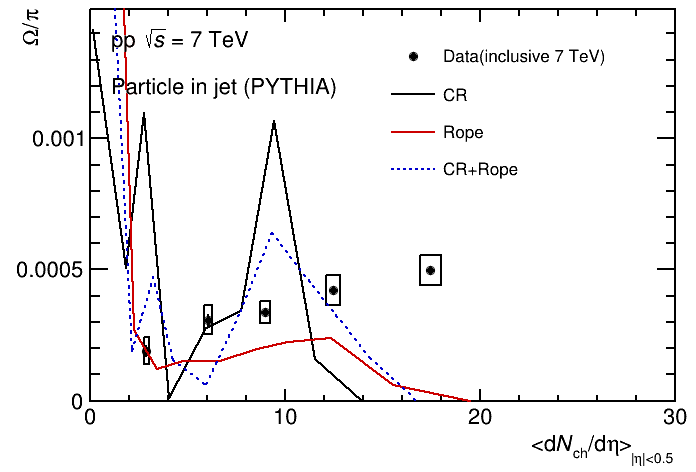 Ω/π
pp √s = 7 TeV
Particle in jet (PYTHIA)
Data(inclusive 7 TeV)
CR
Rope
CR+Rope
0.001
0.0005
0
0 10 20 30
<dN_ch/dη>_|η|<0.5